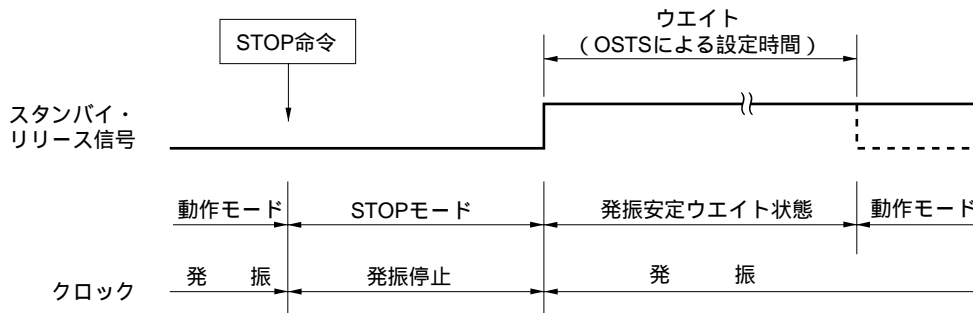 ウエイト
(OSTSによる設定時間)
STOP命令
スタンバイ・
リリース信号
動作モード STOPモード 発振安定ウエイト状態 動作モード
クロック 発 振 発振停止 発 振